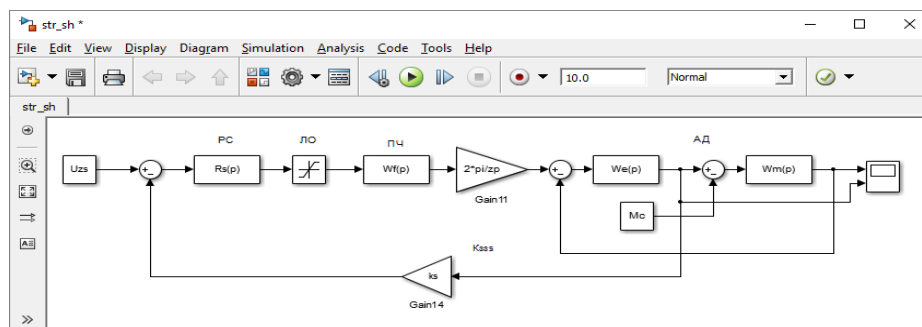 str_sh *
File Edit View Display Diagram Simulation Analysis Code Tools Help
10.0 Normal
str_sh
РС ЛО ПЧ АД
Uzs Rs(p) Wf(p) 2*pi/zp We(p) Wm(p)
Gain11
Mc
Ksss
ks
Gain14